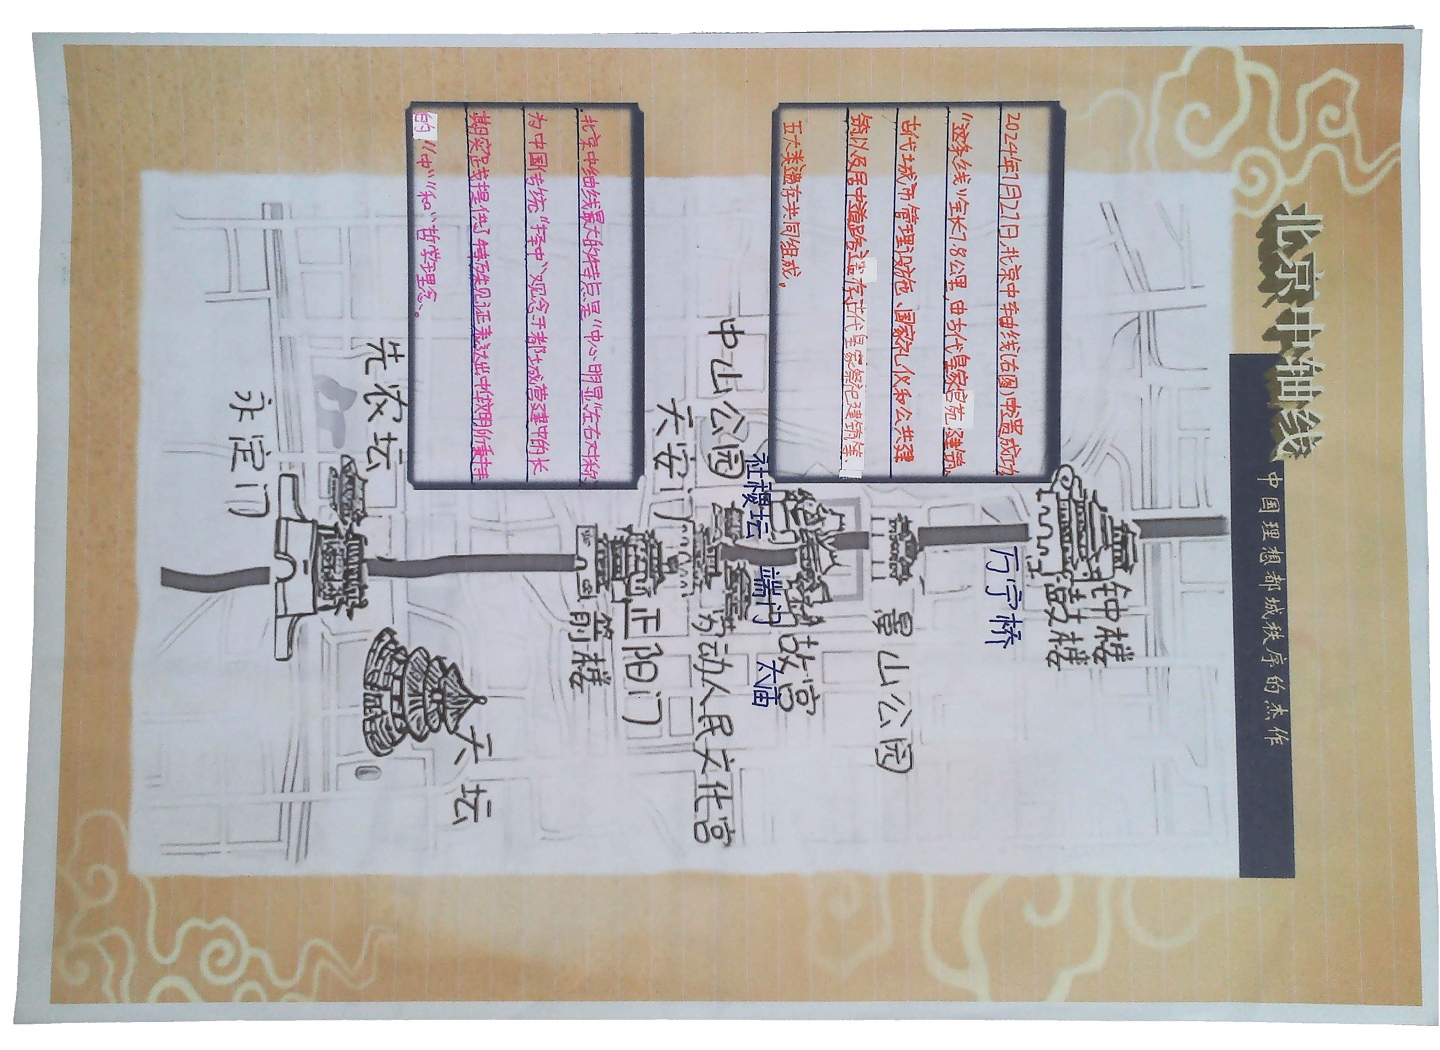 北京中轴线
中国理想都城秩序的杰作
钟楼
鼓楼
万宁桥
2024年7月27日,北京中轴线(右图)申遗成功
“这条线”全长7.8公里,由古代皇家宫苑建筑、
古代城市管理设施、国家礼仪和公共建
筑以及居中道路遗存、古代皇家祭祀建筑等.
五大类遗存共同组成。
景山公园
故宫
社稷坛 端门 太庙
中山公园
劳动人民文化宫
天安门
正阳门
箭楼
北京中轴线最大的特点是“中心明显”左右对称
为中国传统“择中”观念于都城营建中的长
期实践提供了特殊见证表达出中华文明所秉持
的“中”“和”哲学理念。
天坛
先农坛
永定门